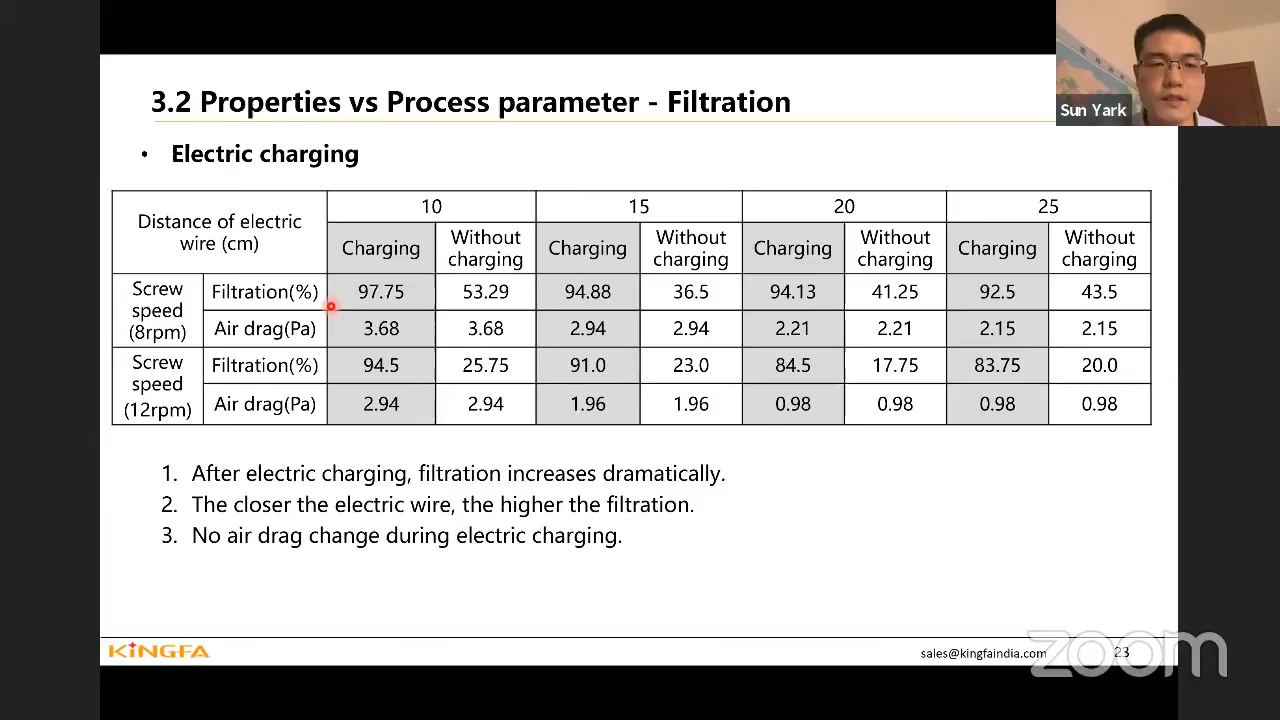 Sun Yark
3.2 Properties vs Process parameter - Filtration
• Electric charging
Distance of electric wire (cm) 10 15 20 25
Charging Without charging Charging Without charging Charging Without charging Charging Without charging
Screw speed (8rpm) Filtration(%) 97.75 53.29 94.88 36.5 94.13 41.25 92.5 43.5
Air drag(Pa) 3.68 3.68 2.94 2.94 2.21 2.21 2.15 2.15
Screw speed (12rpm) Filtration(%) 94.5 25.75 91.0 23.0 84.5 17.75 83.75 20.0
Air drag(Pa) 2.94 2.94 1.96 1.96 0.98 0.98 0.98 0.98
1. After electric charging, filtration increases dramatically.
2. The closer the electric wire, the higher the filtration.
3. No air drag change during electric charging.
KINGFA
sales@kingfaindia.com
23
zoom